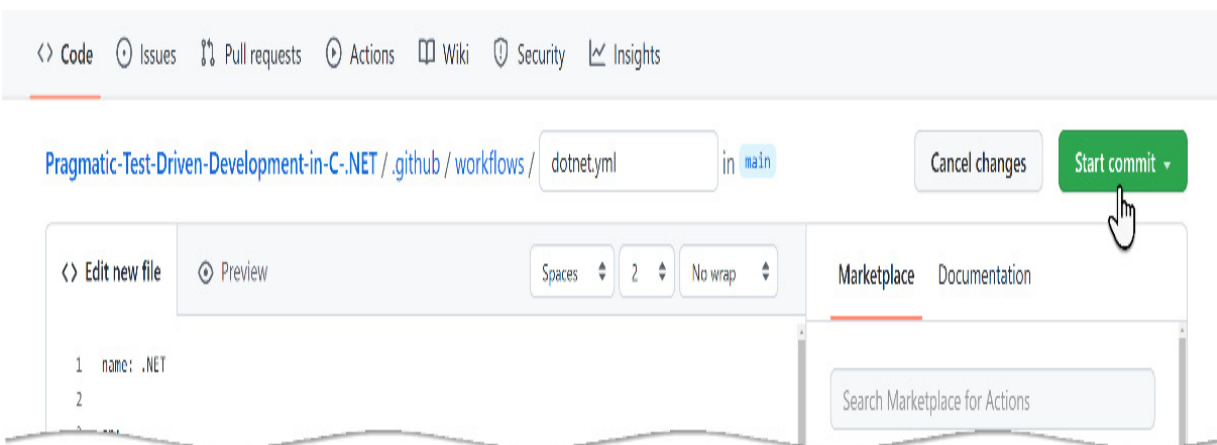 <> Code Issues Pull requests Actions Wiki Security Insights
Pragmatic-Test-Driven-Development-in-C-.NET / .github / workflows / dotnet.yml in main Cancel changes Start commit
<> Edit new file Preview Spaces 2 No wrap Marketplace Documentation
1 name: .NET
2
Search Marketplace for Actions